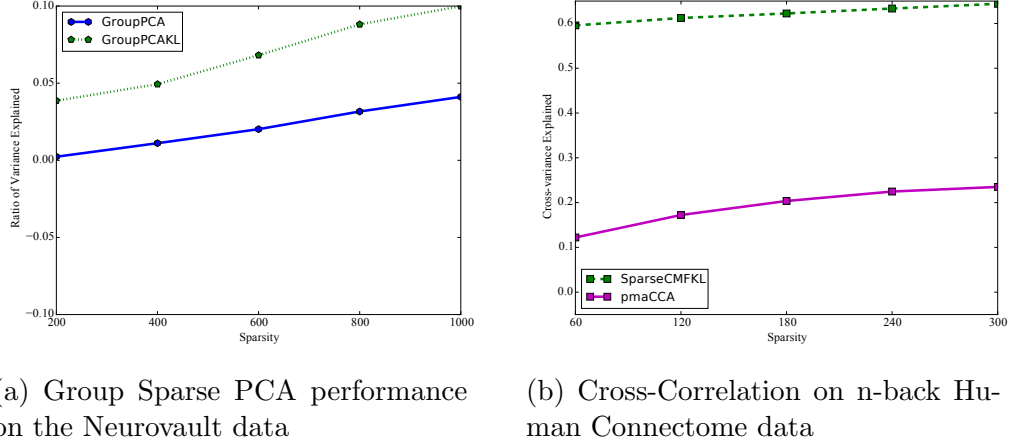 0.10
GroupPCA
GroupPCAKL
0.05
0.00
−0.05
−0.10
200
400
600
800
1000
Ratio of Variance Explained
Sparsity
0.6
0.5
0.4
0.3
0.2
0.1
0.0
SparseCMFKL
pmaCCA
60
120
180
240
300
Cross-variance Explained
Sparsity
a) Group Sparse PCA performance
on the Neurovault data
(b) Cross-Correlation on n-back Hu-
man Connectome data